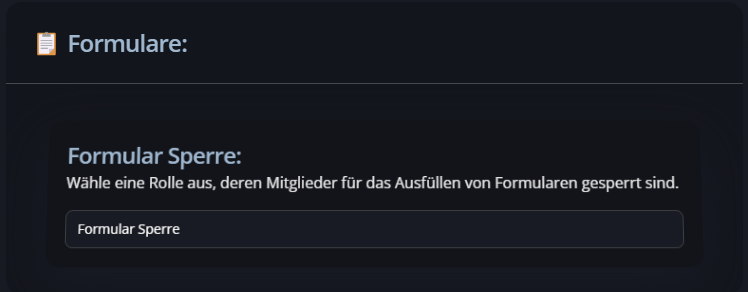 Formulare:
Formular Sperre:
Wähle eine Rolle aus, deren Mitglieder für das Ausfüllen von Formularen gesperrt sind.
Formular Sperre